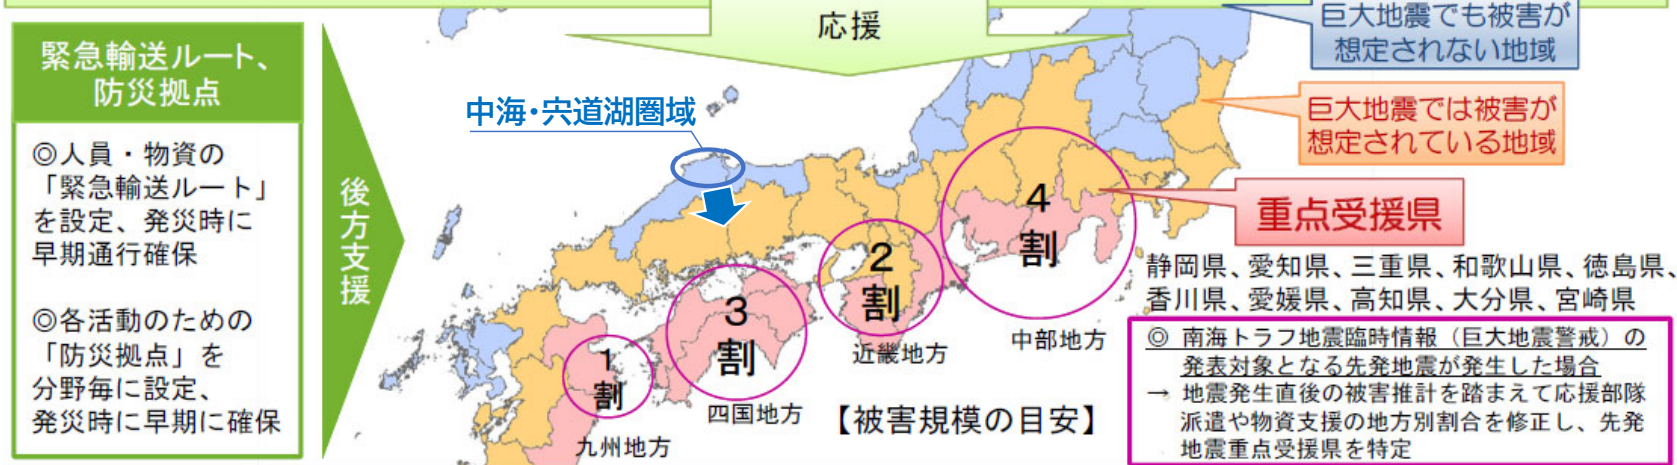 応援
巨大地震でも被害が
想定されない地域
緊急輸送ルート、
防災拠点
◎人員・物資の
「緊急輸送ルート」
を設定、発災時に
早期通行確保
◎各活動のための
「防災拠点」を
分野毎に設定、
発災時に早期に確保
後方支援
中海・宍道湖圏域
巨大地震では被害が
想定されている地域
重点受援県
静岡県、愛知県、三重県、和歌山県、徳島県、
香川県、愛媛県、高知県、大分県、宮崎県
4
割
中部地方
2
割
近畿地方
3
割
四国地方
1
割
九州地方
【被害規模の目安】
◎ 南海トラフ地震臨時情報（巨大地震警戒）の
発表対象となる先発地震が発生した場合
→ 地震発生直後の被害推計を踏まえて応援部隊
派遣や物資支援の地方別割合を修正し、先発
地震重点受援県を特定